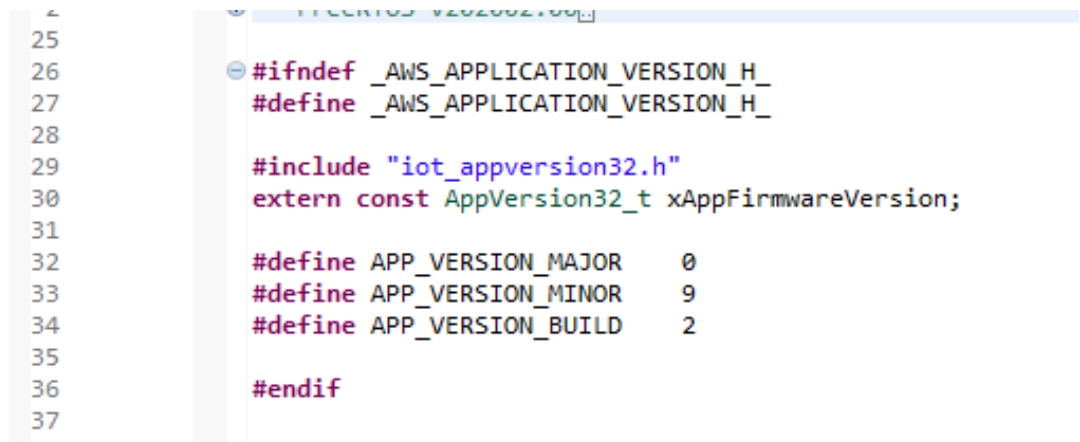 25
26 #ifndef _AWS_APPLICATION_VERSION_H_
27 #define _AWS_APPLICATION_VERSION_H_
28
29 #include "iot_appversion32.h"
30 extern const AppVersion32_t xAppFirmwareVersion;
31
32 #define APP_VERSION_MAJOR 0
33 #define APP_VERSION_MINOR 9
34 #define APP_VERSION_BUILD 2
35
36 #endif
37